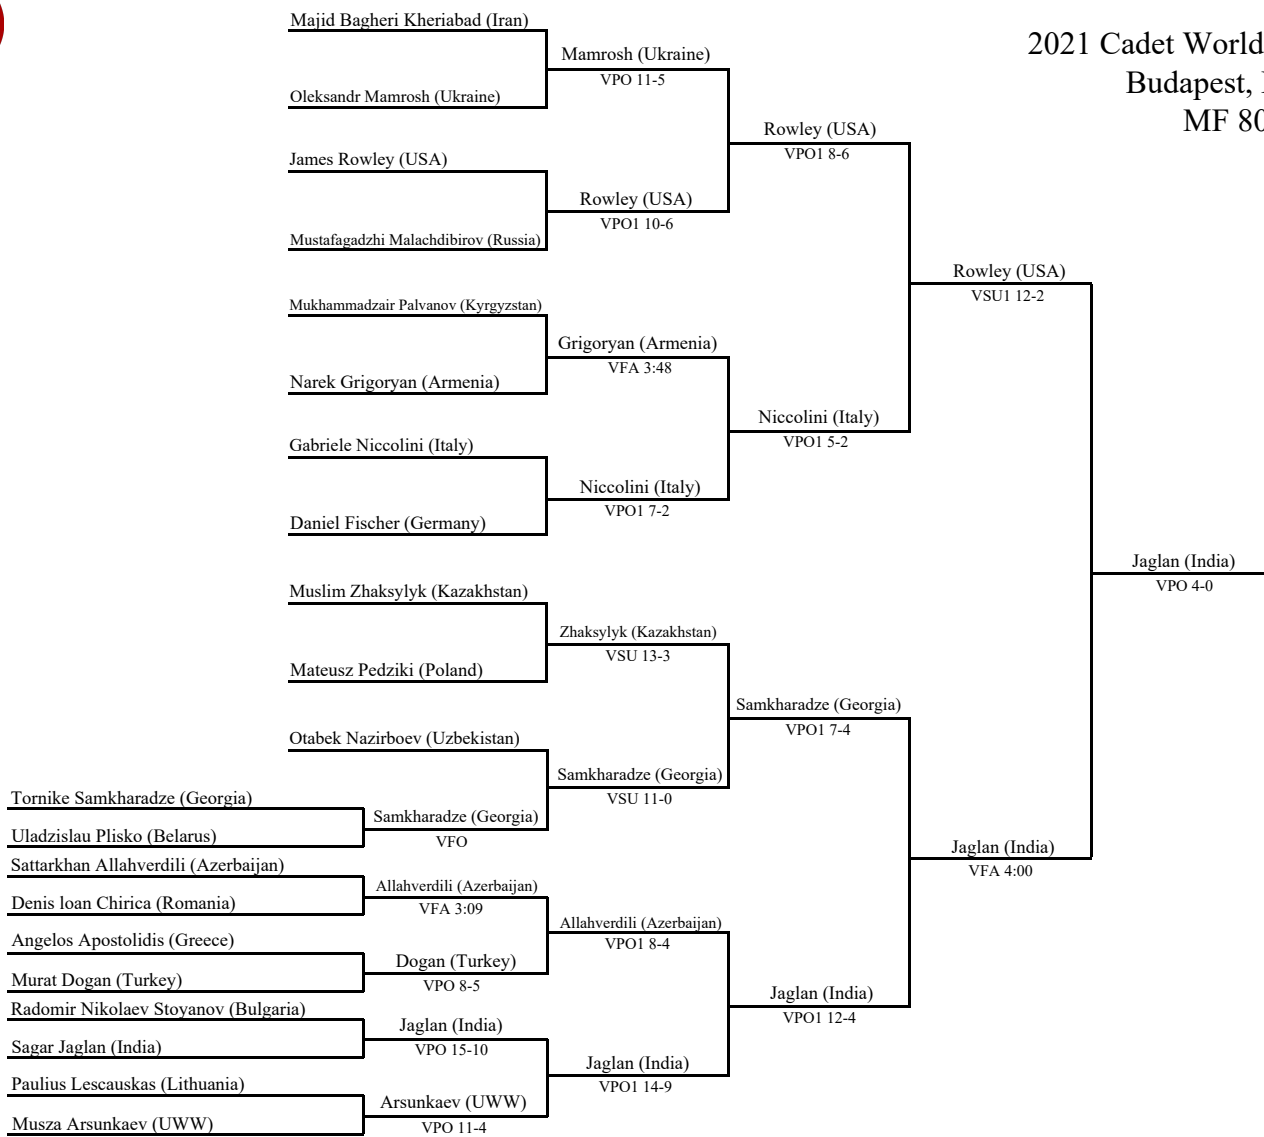 2021 Cadet World
Budapest,
MF 80
Majid Bagheri Kheriabad (Iran)
Oleksandr Mamrosh (Ukraine)
James Rowley (USA)
Mustafagadzhi Malachdibirov (Russia)
Mukhammadzair Palvanov (Kyrgyzstan)
Narek Grigoryan (Armenia)
Gabriele Niccolini (Italy)
Daniel Fischer (Germany)
Muslim Zhaksylyk (Kazakhstan)
Mateusz Pedziki (Poland)
Otabek Nazirboev (Uzbekistan)
Tornike Samkharadze (Georgia)
Uladzislau Plisko (Belarus)
Sattarkhan Allahverdili (Azerbaijan)
Denis loan Chirica (Romania)
Angelos Apostolidis (Greece)
Murat Dogan (Turkey)
Radomir Nikolaev Stoyanov (Bulgaria)
Sagar Jaglan (India)
Paulius Lescauskas (Lithuania)
Musza Arsunkaev (UWW)
Samkharadze (Georgia)
VFO
Allahverdili (Azerbaijan)
VFA 3:09
Dogan (Turkey)
VPO 8-5
Jaglan (India)
VPO 15-10
Arsunkaev (UWW)
VPO 11-4
Mamrosh (Ukraine)
VPO 11-5
Rowley (USA)
VPO1 10-6
Grigoryan (Armenia)
VFA 3:48
Niccolini (Italy)
VPO1 7-2
Zhaksylyk (Kazakhstan)
VSU 13-3
Samkharadze (Georgia)
VSU 11-0
Allahverdili (Azerbaijan)
VPO1 8-4
Jaglan (India)
VPO1 14-9
Rowley (USA)
VPO1 8-6
Niccolini (Italy)
VPO1 5-2
Samkharadze (Georgia)
VPO1 7-4
Jaglan (India)
VPO1 12-4
Rowley (USA)
VSU1 12-2
Jaglan (India)
VFA 4:00
Jaglan (India)
VPO 4-0